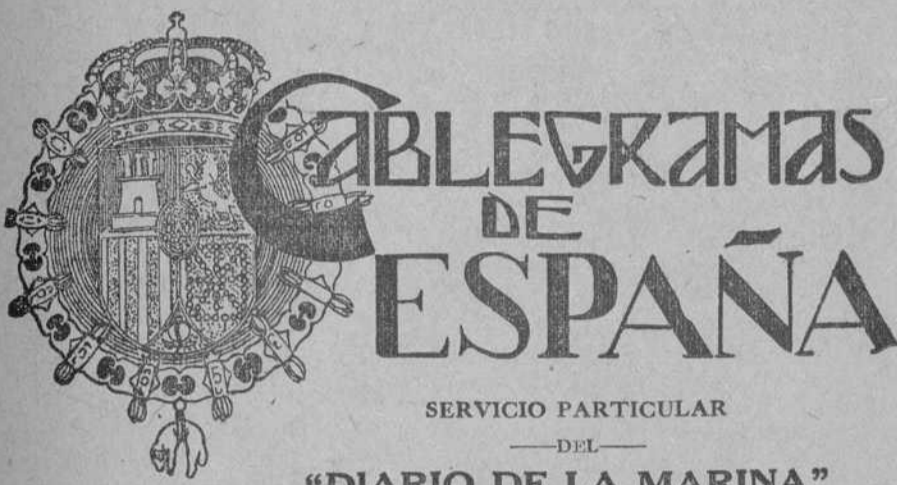 CABLEGRAMAS
DE
ESPAÑA
SERVICIO PARTICULAR
—DEL—
“DIARIO DE LA MARINA”